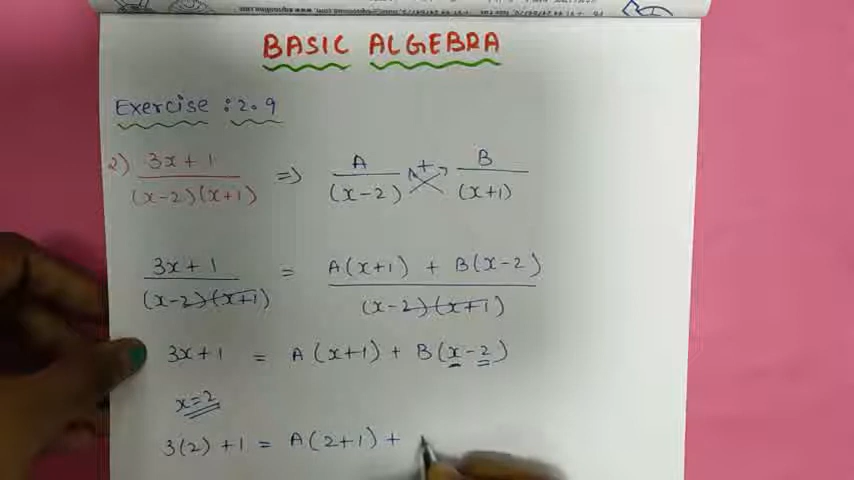 BASIC ALGEBRA
Exercise : 2.9
2) 3x+1 / (x-2)(x+1) => A / (x-2) + B / (x+1)
3x+1 / (x-2)(x+1) = A(x+1) + B(x-2) / (x-2)(x+1)
3x+1 = A(x+1) + B(x-2)
x=2
3(2)+1 = A(2+1) +